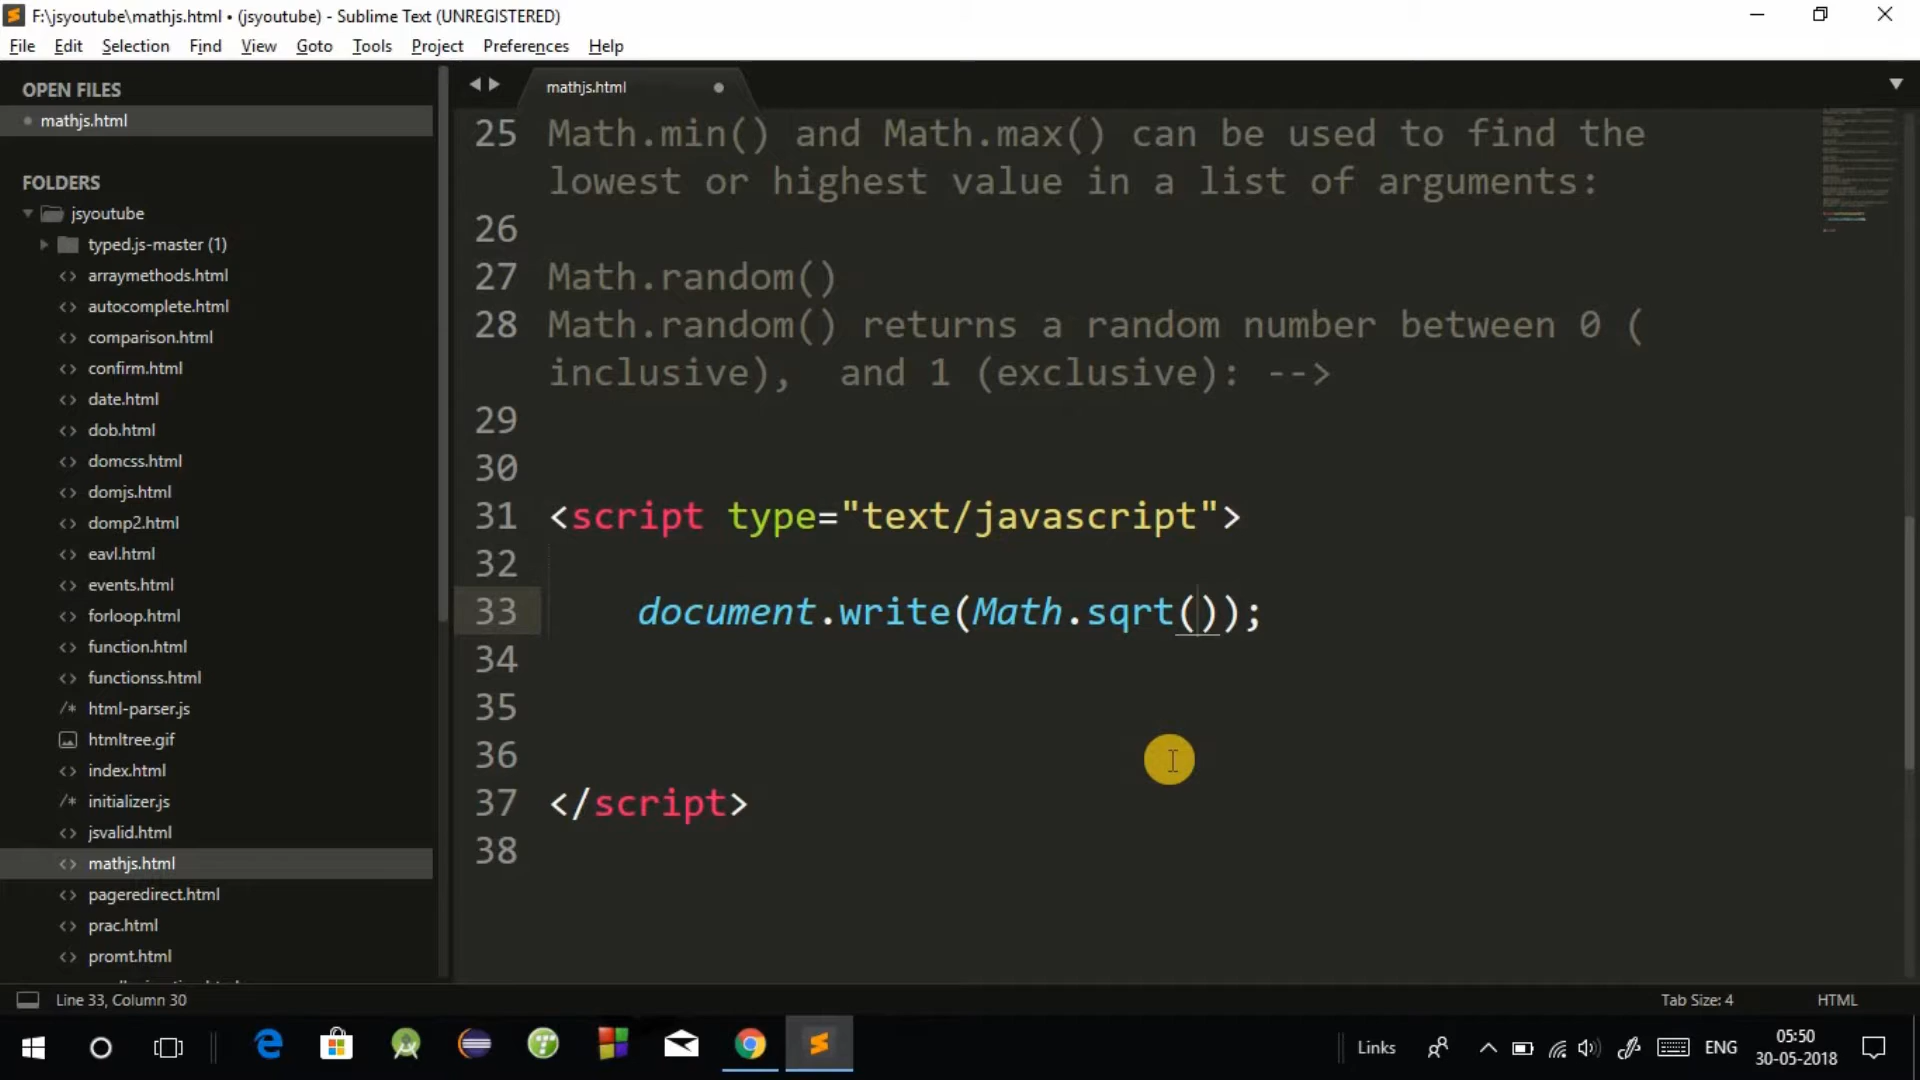 F:\jsyoutube\mathjs.html • (jsyoutube) - Sublime Text (UNREGISTERED)
File Edit Selection Find View Goto Tools Project Preferences Help
OPEN FILES
mathjs.html
FOLDERS
jsyoutube
typed.js-master (1)
arraymethods.html
autocomplete.html
comparison.html
confirm.html
date.html
dob.html
domcss.html
domjs.html
domp2.html
eavl.html
events.html
forloop.html
function.html
functionss.html
/* html-parser.js
htmltree.gif
index.html
/* initializer.js
jsvalid.html
mathjs.html
pageredirect.html
prac.html
promt.html
mathjs.html
25 Math.min() and Math.max() can be used to find the
lowest or highest value in a list of arguments:
26
27 Math.random()
28 Math.random() returns a random number between 0 (
inclusive),  and 1 (exclusive): -->
29
30
31 <script type="text/javascript">
32
33 document.write(Math.sqrt());
34
35
36
37 </script>
38
Line 33, Column 30
Tab Size: 4
HTML
Links
ENG
05:50
30-05-2018